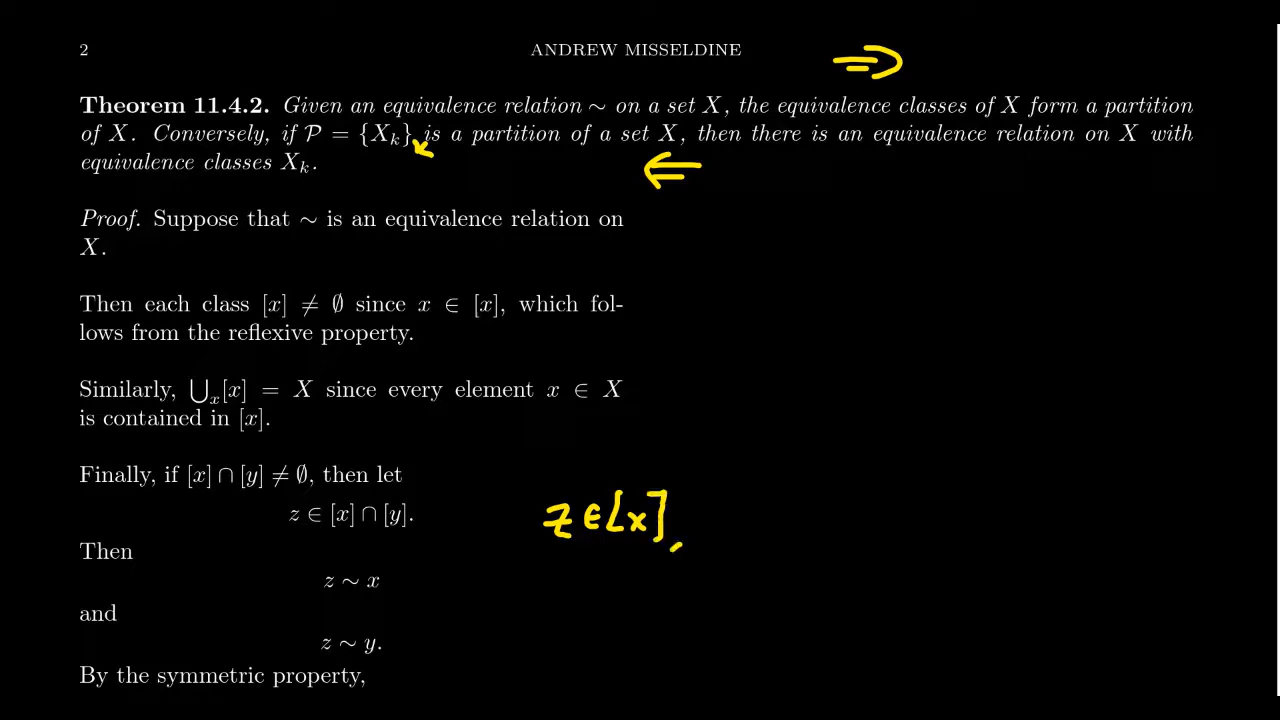 2 ANDREW MISSELDINE ⇒
Theorem 11.4.2. Given an equivalence relation ∼ on a set X, the equivalence classes of X form a partition
of X. Conversely, if P = {Xₖ} is a partition of a set X, then there is an equivalence relation on X with
equivalence classes Xₖ. ⇐
Proof. Suppose that ∼ is an equivalence relation on
X.
Then each class [x] ≠ ∅ since x ∈ [x], which fol-
lows from the reflexive property.
Similarly, ⋃ₓ[x] = X since every element x ∈ X
is contained in [x].
Finally, if [x] ∩ [y] ≠ ∅, then let
z ∈ [x] ∩ [y].
z ∈ [x],
Then
z ∼ x
and
z ∼ y.
By the symmetric property,